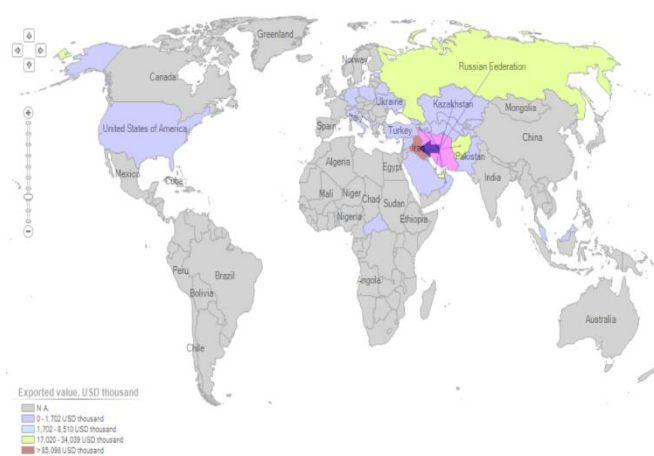 Greenland
Norway
Russian Federation
Canada
Ukraine
Kazakhstan
Mongolia
United States of America
Spain
Turkey
China
Pakistan
Algeria
Egypt
India
Mexico
Cuba
Mali
Niger
Chad
Sudan
Nigeria
Ethiopia
Peru
Brazil
Angola
Bolivia
Australia
Chile
Exported value, USD thousand
N.A.
0 - 1,702 USD thousand
1,702 - 8,510 USD thousand
17,020 - 34,039 USD thousand
> 85,098 USD thousand